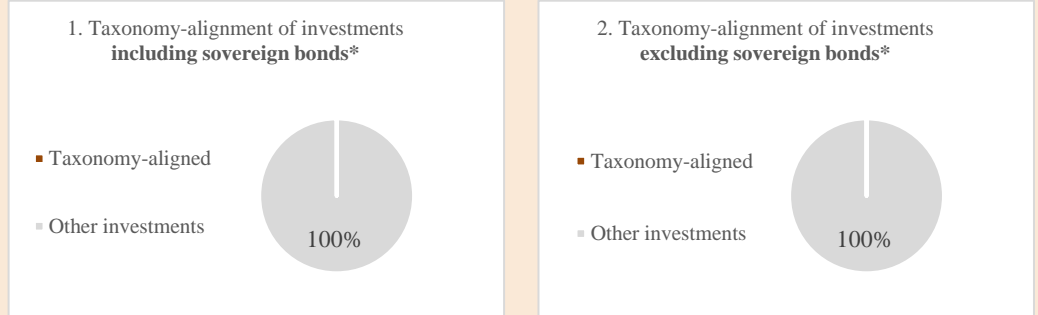 1. Taxonomy-alignment of investments
including sovereign bonds*
Taxonomy-aligned
Other investments
100%
2. Taxonomy-alignment of investments
excluding sovereign bonds*
Taxonomy-aligned
Other investments
100%